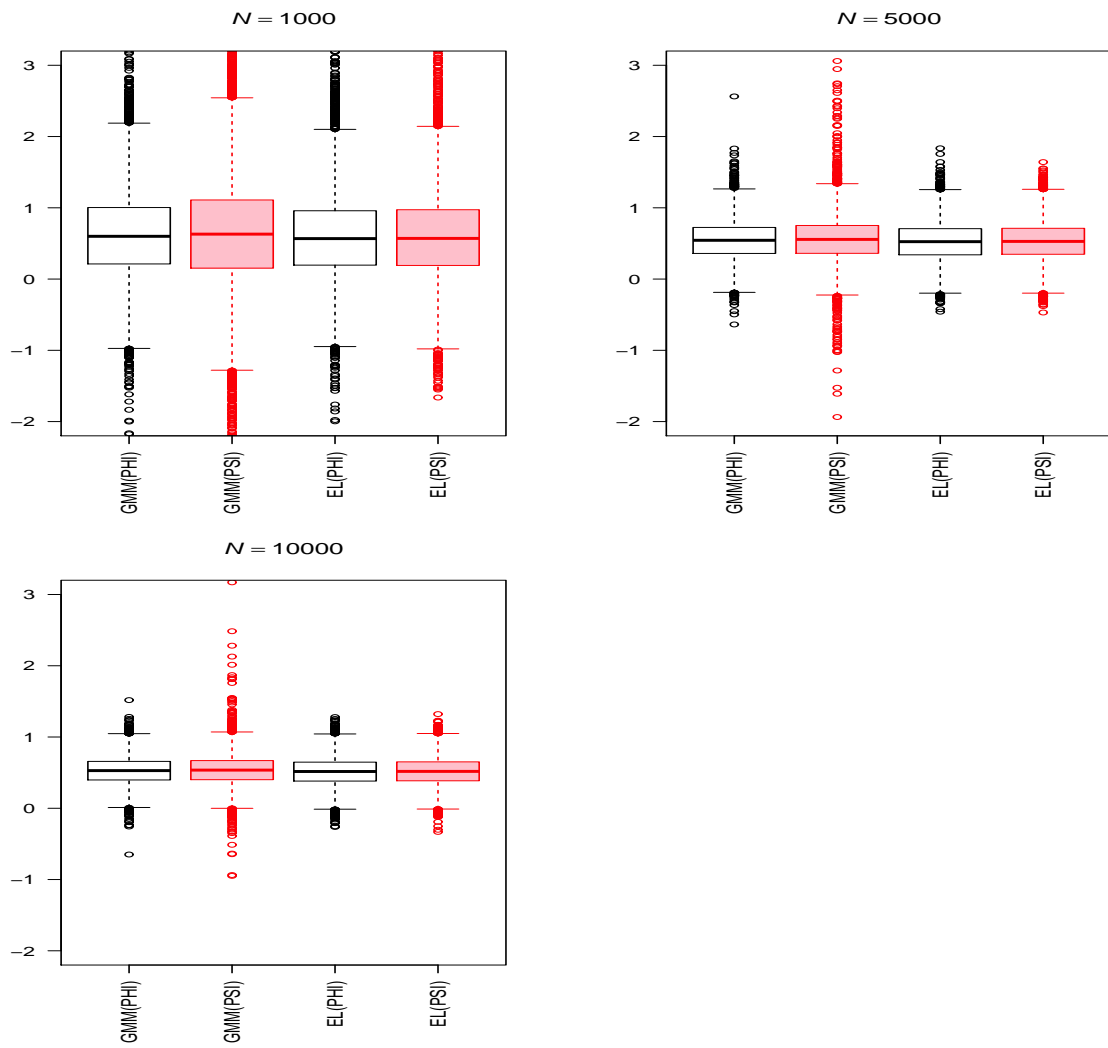 N = 1000
3
2
1
0
−1
−2
GMM(PHI)
GMM(PSI)
EL(PHI)
EL(PSI)
N = 5000
3
2
1
0
−1
−2
GMM(PHI)
GMM(PSI)
EL(PHI)
EL(PSI)
N = 10000
3
2
1
0
−1
−2
GMM(PHI)
GMM(PSI)
EL(PHI)
EL(PSI)